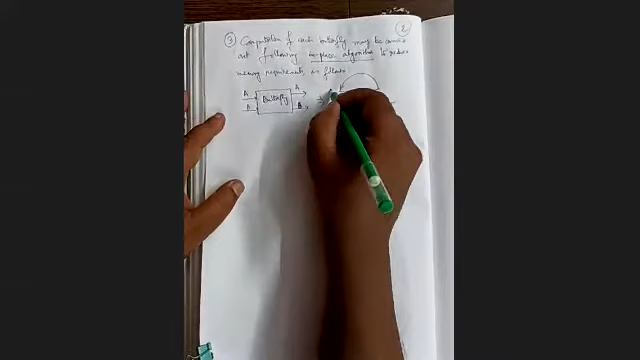 2
3 Computation of each butterfly may be carried
out following in-place algorithm to reduce
memory requirements, as follows
A Butterfly A
B B